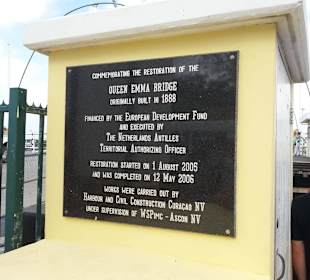 COMMEMORATING THE RESTORATION OF THE
QUEEN EMMA BRIDGE
ORIGINALLY BUILT IN 1888
FINANCED BY THE EUROPEAN DEVELOPMENT FUND
AND EXECUTED BY
THE NETHERLANDS ANTILLES
TERRITORIAL AUTHORIZING OFFICER
RESTORATION STARTED ON 1 AUGUST 2005
AND WAS COMPLETED ON 12 MAY 2006
WORKS WERE CARRIED OUT BY
HARBOUR AND CIVIL CONSTRUCTION CURAÇAO NV
UNDER SUPERVISION OF WSPIMC - ASCON NV